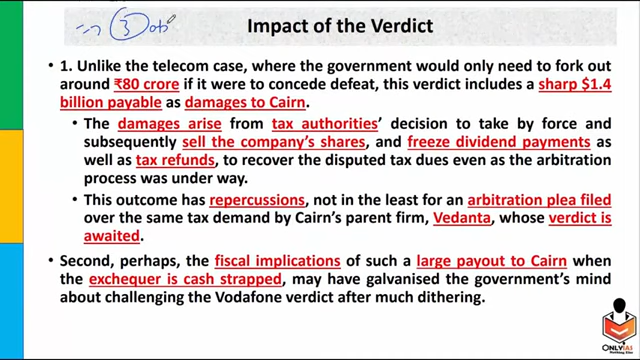 Impact of the Verdict
1. Unlike the telecom case, where the government would only need to fork out
around ₹80 crore if it were to concede defeat, this verdict includes a sharp $1.4
billion payable as damages to Cairn.
• The damages arise from tax authorities' decision to take by force and
subsequently sell the company's shares, and freeze dividend payments as
well as tax refunds, to recover the disputed tax dues even as the arbitration
process was under way.
• This outcome has repercussions, not in the least for an arbitration plea filed
over the same tax demand by Cairn's parent firm, Vedanta, whose verdict is
awaited.
• Second, perhaps, the fiscal implications of such a large payout to Cairn when
the exchequer is cash strapped, may have galvanised the government's mind
about challenging the Vodafone verdict after much dithering.
ONLYIAS